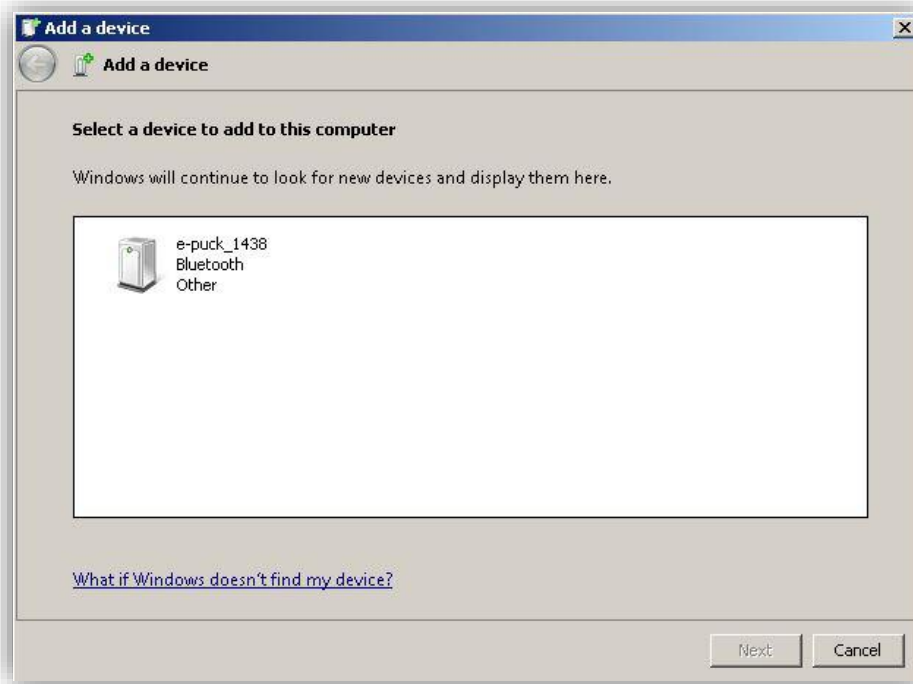 Add a device
Add a device
Select a device to add to this computer
Windows will continue to look for new devices and display them here.
e-puck_1438
Bluetooth
Other
What if Windows doesn't find my device?
Next
Cancel